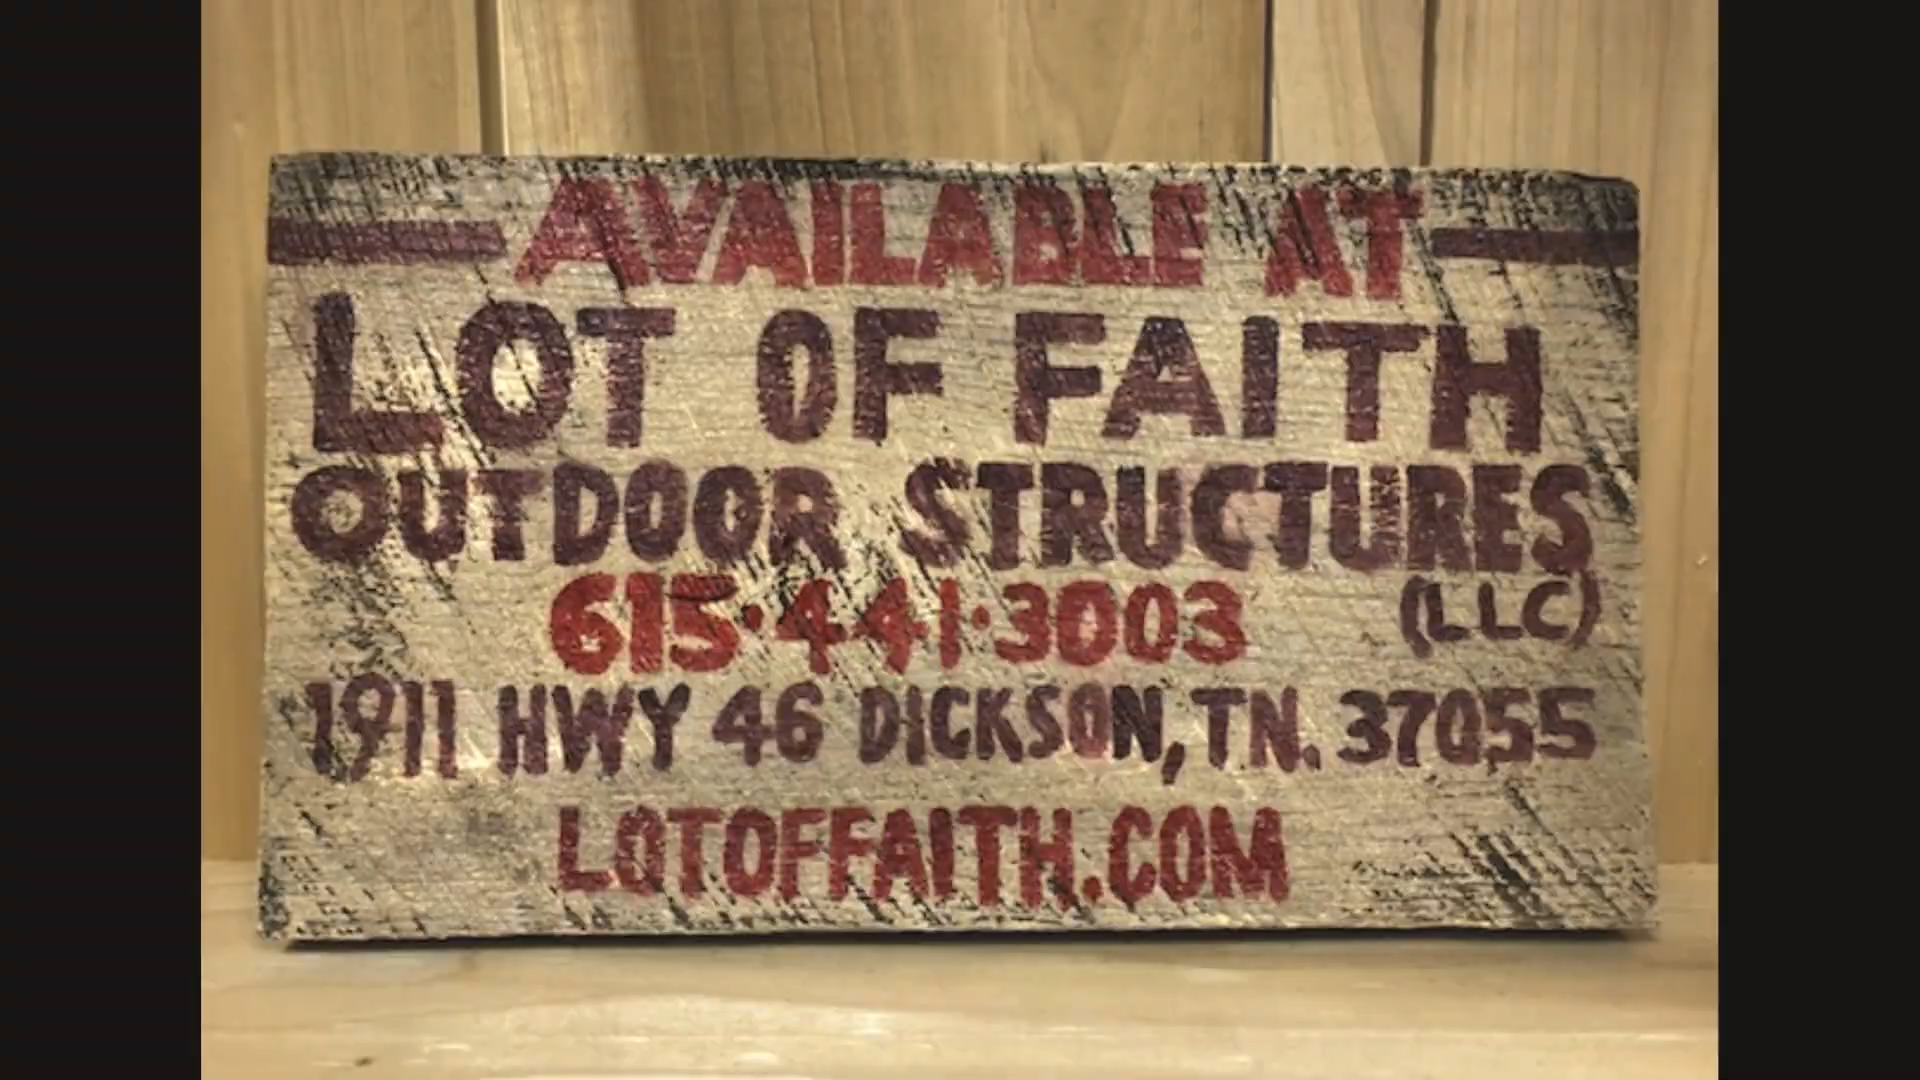 AVAILABLE AT
LOT OF FAITH
OUTDOOR STRUCTURES
615·441·3003 (LLC)
1911 HWY 46 DICKSON, TN. 37055
LOTOFFAITH.COM